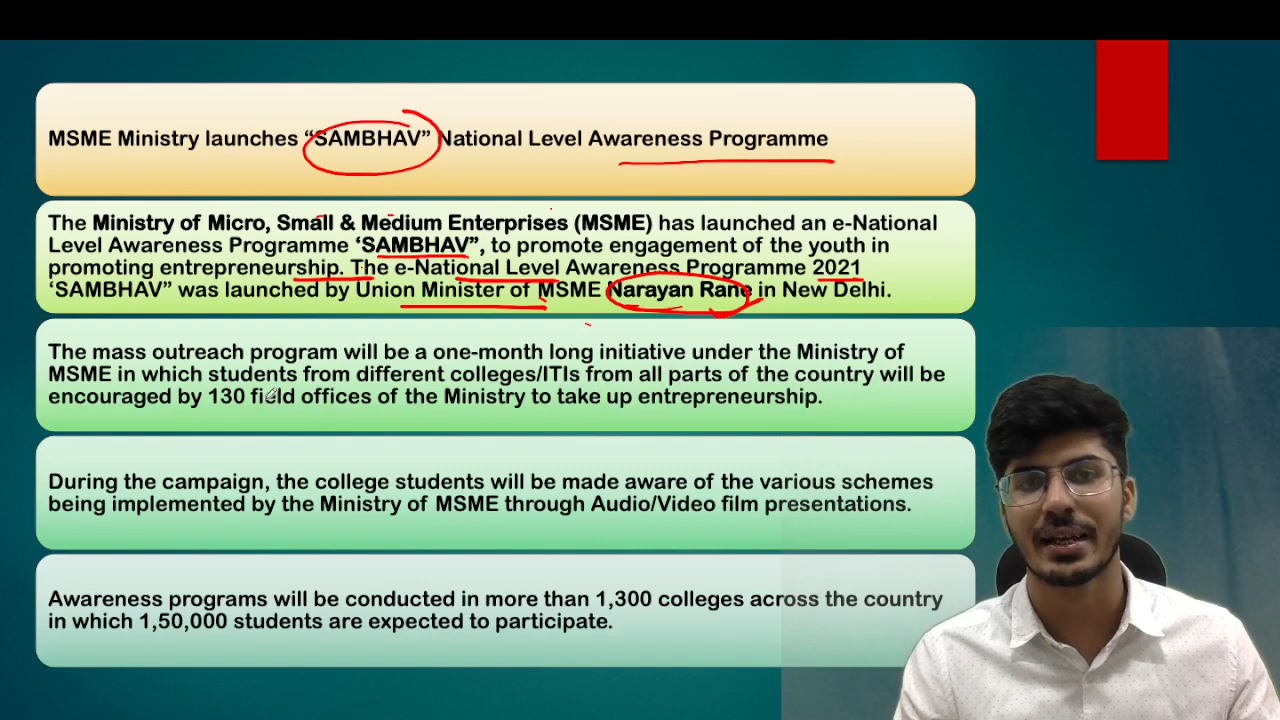 MSME Ministry launches “SAMBHAV” National Level Awareness Programme
The Ministry of Micro, Small & Medium Enterprises (MSME) has launched an e-National
Level Awareness Programme ‘SAMBHAV”, to promote engagement of the youth in
promoting entrepreneurship. The e-National Level Awareness Programme 2021
‘SAMBHAV” was launched by Union Minister of MSME Narayan Rane in New Delhi.
The mass outreach program will be a one-month long initiative under the Ministry of
MSME in which students from different colleges/ITIs from all parts of the country will be
encouraged by 130 field offices of the Ministry to take up entrepreneurship.
During the campaign, the college students will be made aware of the various schemes
being implemented by the Ministry of MSME through Audio/Video film presentations.
Awareness programs will be conducted in more than 1,300 colleges across the country
in which 1,50,000 students are expected to participate.